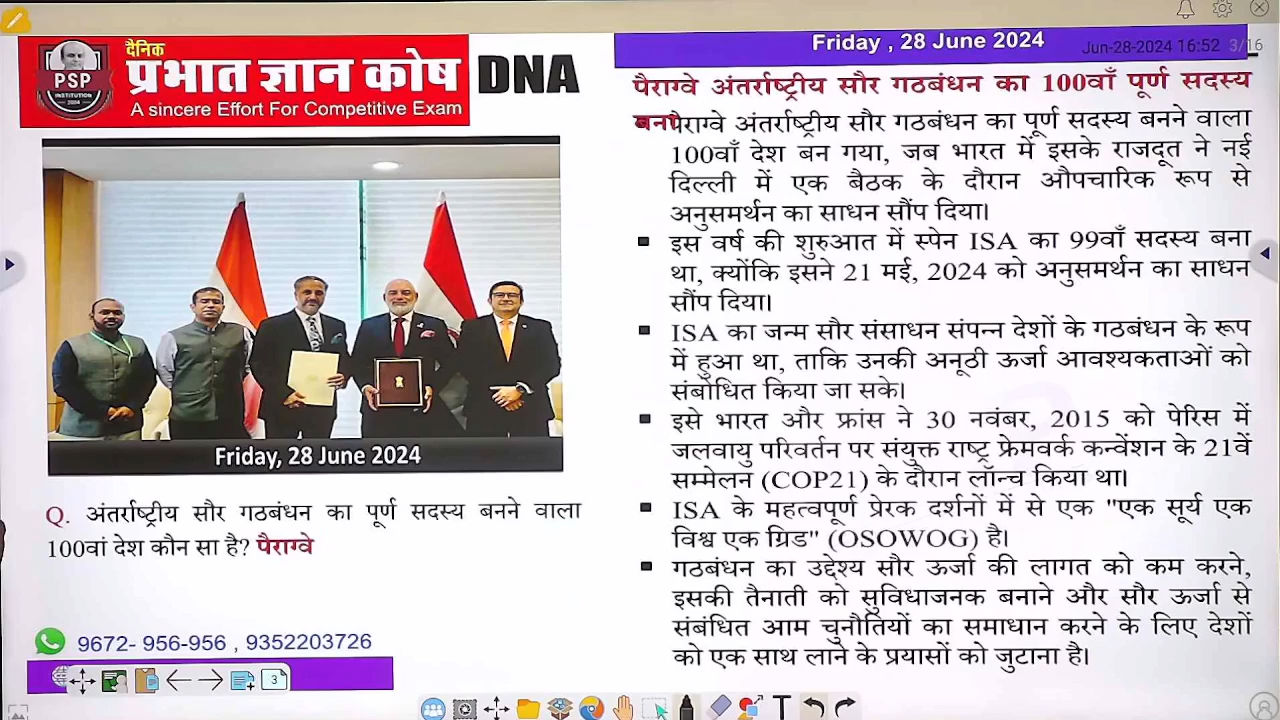 Friday , 28 June 2024
Jun-28-2024 16:52 3/16
PSP
INSTITUTION
दैनिक
प्रभात ज्ञान कोष DNA
A sincere Effort For Competitive Exam
Friday, 28 June 2024
Q. अंतर्राष्ट्रीय सौर गठबंधन का पूर्ण सदस्य बनने वाला
100वां देश कौन सा है? पैराग्वे
9672- 956-956 , 9352203726
3
पैराग्वे अंतर्राष्ट्रीय सौर गठबंधन का 100वाँ पूर्ण सदस्य
बना
पैराग्वे अंतर्राष्ट्रीय सौर गठबंधन का पूर्ण सदस्य बनने वाला
100वाँ देश बन गया, जब भारत में इसके राजदूत ने नई
दिल्ली में एक बैठक के दौरान औपचारिक रूप से
अनुसमर्थन का साधन सौंप दिया।
▪ इस वर्ष की शुरुआत में स्पेन ISA का 99वाँ सदस्य बना
था, क्योंकि इसने 21 मई, 2024 को अनुसमर्थन का साधन
सौंप दिया।
▪ ISA का जन्म सौर संसाधन संपन्न देशों के गठबंधन के रूप
में हुआ था, ताकि उनकी अनूठी ऊर्जा आवश्यकताओं को
संबोधित किया जा सके।
▪ इसे भारत और फ्रांस ने 30 नवंबर, 2015 को पेरिस में
जलवायु परिवर्तन पर संयुक्त राष्ट्र फ्रेमवर्क कन्वेंशन के 21वें
सम्मेलन (COP21) के दौरान लॉन्च किया था।
▪ ISA के महत्वपूर्ण प्रेरक दर्शनों में से एक "एक सूर्य एक
विश्व एक ग्रिड" (OSOWOG) है।
▪ गठबंधन का उद्देश्य सौर ऊर्जा की लागत को कम करने,
इसकी तैनाती को सुविधाजनक बनाने और सौर ऊर्जा से
संबंधित आम चुनौतियों का समाधान करने के लिए देशों
को एक साथ लाने के प्रयासों को जुटाना है।